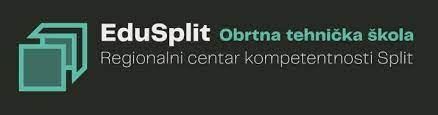 EduSplit Obrtna tehnička škola
Regionalni centar kompetentnosti Split